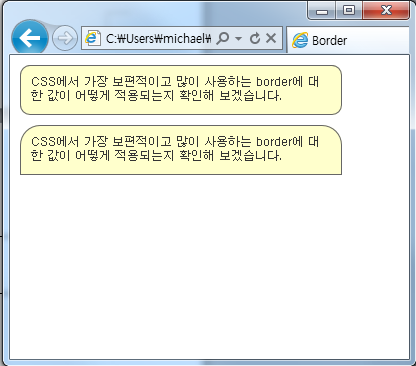 C:₩Users₩michael₩
Border
CSS에서 가장 보편적이고 많이 사용하는 border에 대
한 값이 어떻게 적용되는지 확인해 보겠습니다.
CSS에서 가장 보편적이고 많이 사용하는 border에 대
한 값이 어떻게 적용되는지 확인해 보겠습니다.